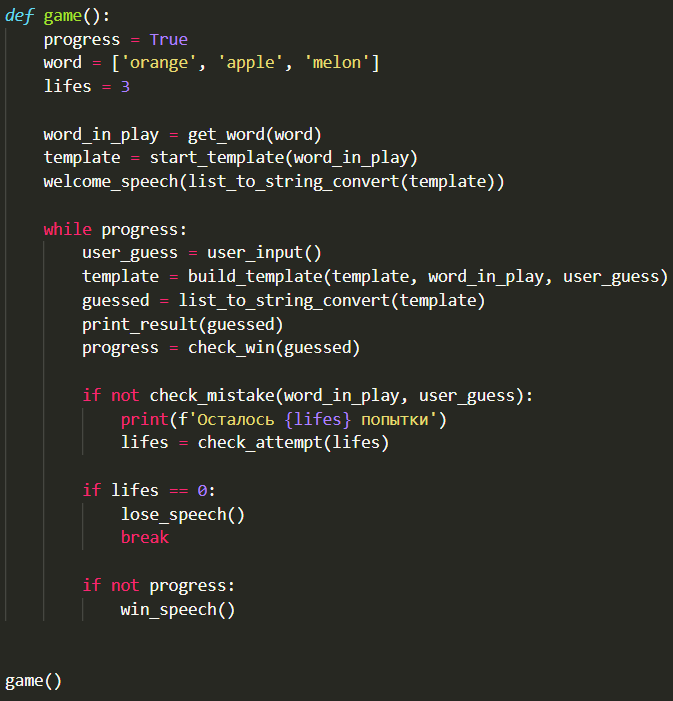 def game():
    progress = True
    word = ['orange', 'apple', 'melon']
    lifes = 3

    word_in_play = get_word(word)
    template = start_template(word_in_play)
    welcome_speech(list_to_string_convert(template))

    while progress:
        user_guess = user_input()
        template = build_template(template, word_in_play, user_guess)
        guessed = list_to_string_convert(template)
        print_result(guessed)
        progress = check_win(guessed)

        if not check_mistake(word_in_play, user_guess):
            print(f'Осталось {lifes} попытки')
            lifes = check_attempt(lifes)

        if lifes == 0:
            lose_speech()
            break

        if not progress:
            win_speech()


game()